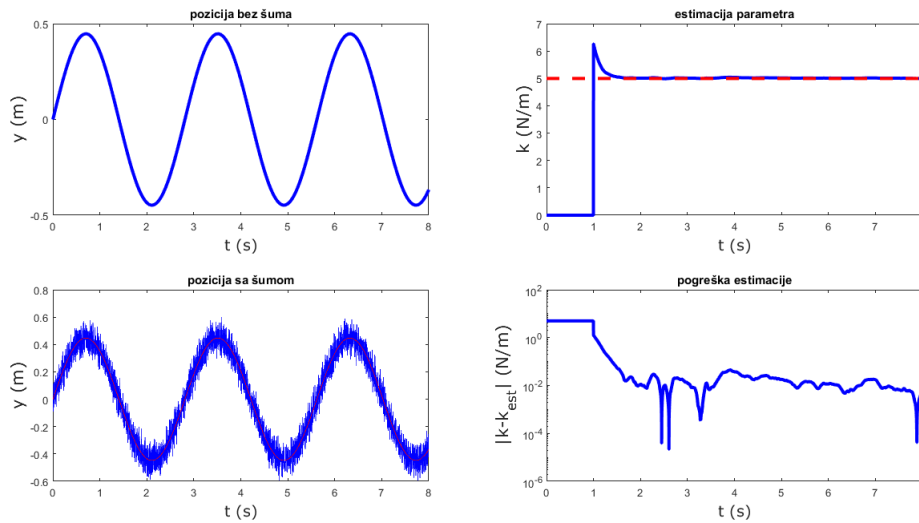 pozicija bez šuma
0.5
0
-0.5
y (m)
0 1 2 3 4 5 6 7 8
t (s)
estimacija parametra
7
6
5
4
3
2
1
0
k (N/m)
0 1 2 3 4 5 6 7
t (s)
pozicija sa šumom
0.8
0.6
0.4
0.2
0
-0.2
-0.4
-0.6
y (m)
0 1 2 3 4 5 6 7 8
t (s)
pogreška estimacije
10^2
10^0
10^-2
10^-4
10^-6
|k-k_est| (N/m)
0 1 2 3 4 5 6 7
t (s)